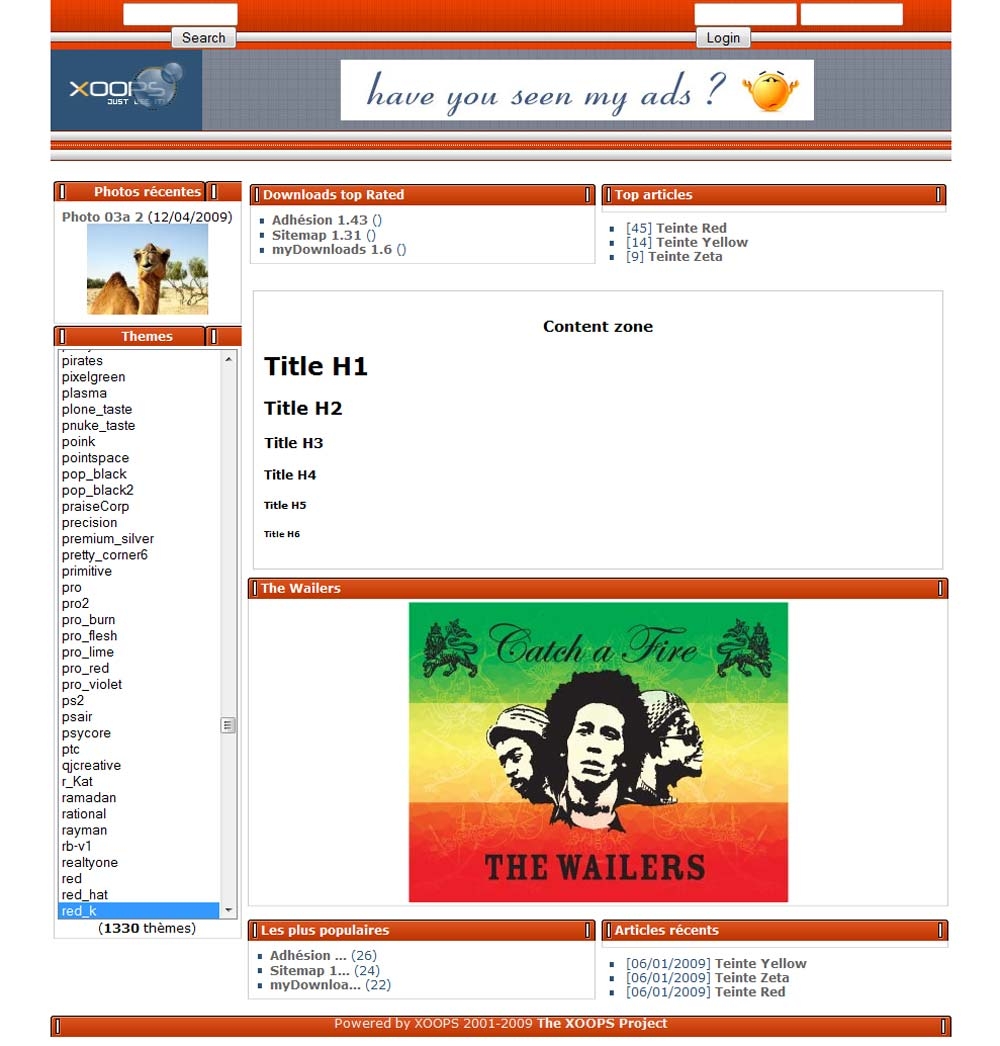 Search
Login
XOOPS
JUST USE IT!
have you seen my ads ?
Photos récentes
Photo 03a 2 (12/04/2009)
Downloads top Rated
Adhésion 1.43 ()
Sitemap 1.31 ()
myDownloads 1.6 ()
Top articles
[45] Teinte Red
[14] Teinte Yellow
[9] Teinte Zeta
Themes
pirates
pixelgreen
plasma
plone_taste
pnuke_taste
poink
pointspace
pop_black
pop_black2
praiseCorp
precision
premium_silver
pretty_corner6
primitive
pro
pro2
pro_burn
pro_flesh
pro_lime
pro_red
pro_violet
ps2
psair
psycore
ptc
qjcreative
r_Kat
ramadan
rational
rayman
rb-v1
realtyone
red
red_hat
red_k
(1330 thèmes)
Content zone
Title H1
Title H2
Title H3
Title H4
Title H5
Title H6
The Wailers
Catch a Fire
THE WAILERS
Les plus populaires
Adhésion ... (26)
Sitemap 1... (24)
myDownloa... (22)
Articles récents
[06/01/2009] Teinte Yellow
[06/01/2009] Teinte Zeta
[06/01/2009] Teinte Red
Powered by XOOPS 2001-2009 The XOOPS Project